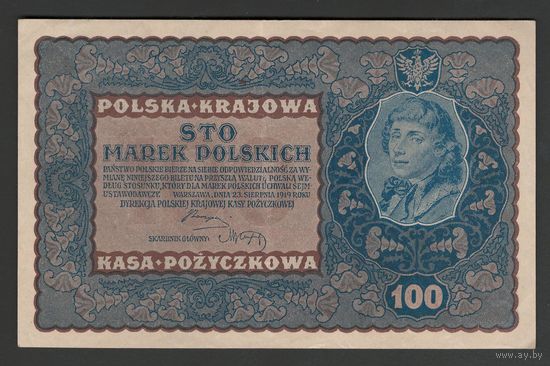 POLSKA KRAJOWA
STO
MAREK POLSKICH
PAŃSTWO POLSKIE BIERZE NA SIEBIE ODPOWIEDZIALNOŚĆ ZA WY-
MIANĘ NINIEJSZEGO BILETU NA PRZYSZŁĄ WALUTĘ POLSKĄ WE-
DŁUG STOSUNKU, KTÓRY DLA MAREK POLSKICH UCHWALI SEJM
USTAWODAWCZY. WARSZAWA, DNIA 23. SIERPNIA 1919 ROKU
DYREKCJA POLSKIEJ KRAJOWEJ KASY POŻYCZKOWEJ
SKARBNIK GŁÓWNY:
KASA POŻYCZKOWA
100
www.ay.by